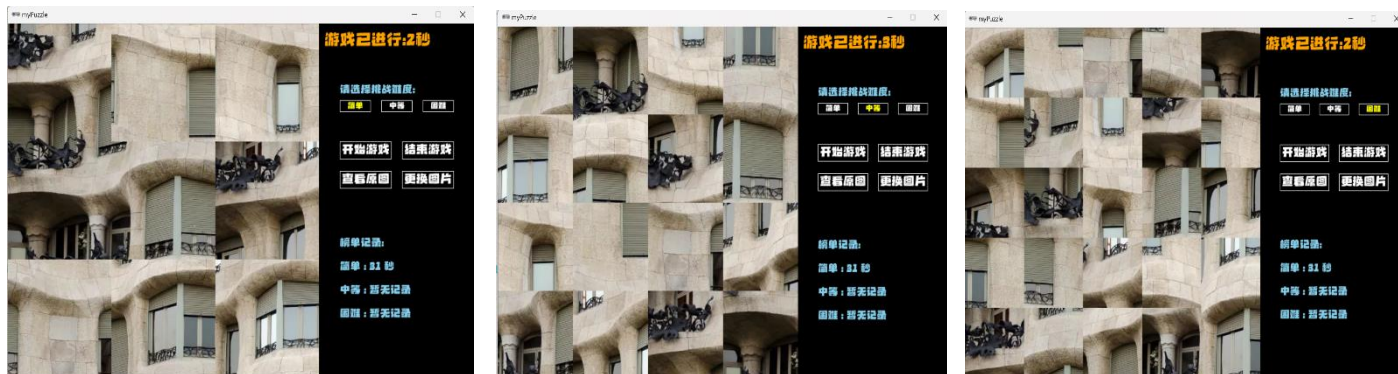 myPuzzle
游戏已进行:2秒
请选择挑战难度:
简单 中等 困难
开始游戏 结束游戏
查看原图 更换图片
榜单记录:
简单 : 31 秒
中等 : 暂无记录
困难 : 暂无记录
myPuzzle
游戏已进行:3秒
请选择挑战难度:
简单 中等 困难
开始游戏 结束游戏
查看原图 更换图片
榜单记录:
简单 : 31 秒
中等 : 暂无记录
困难 : 暂无记录
myPuzzle
游戏已进行:2秒
请选择挑战难度:
简单 中等 困难
开始游戏 结束游戏
查看原图 更换图片
榜单记录:
简单 : 31 秒
中等 : 暂无记录
困难 : 暂无记录